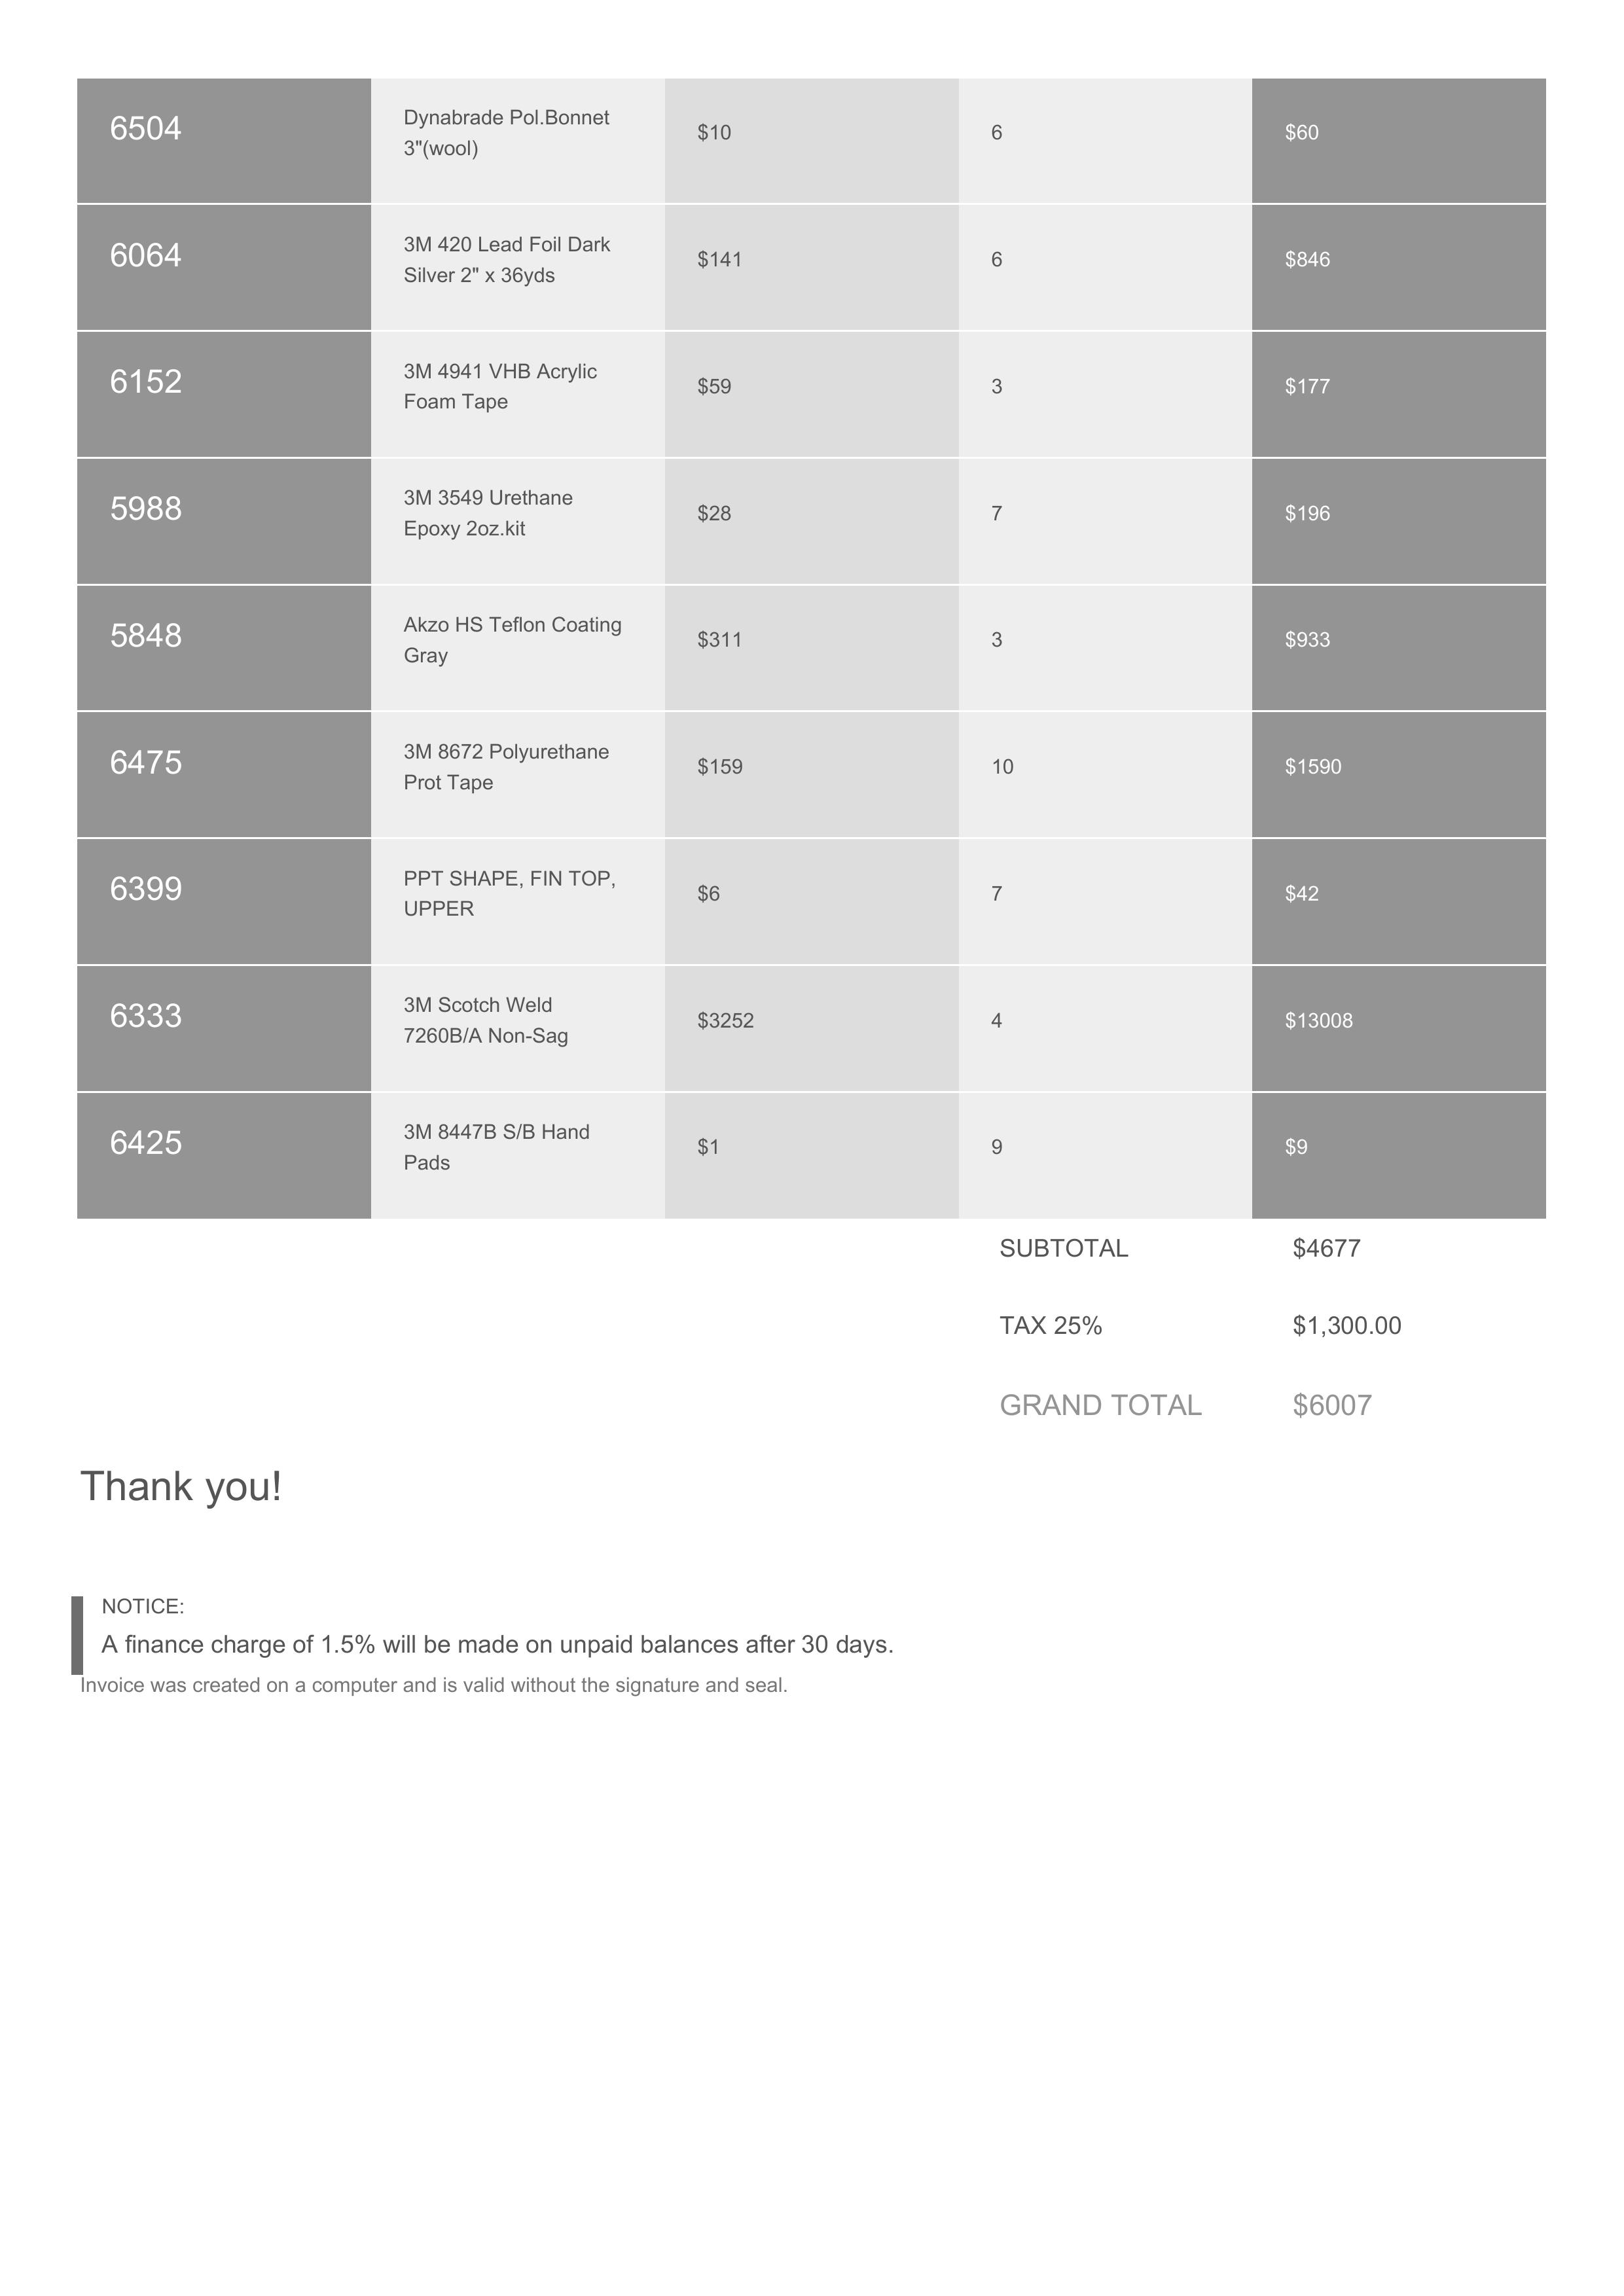 6504
Dynabrade Pol.Bonnet
3"(wool)
$10
6
$60
6064
3M 420 Lead Foil Dark
Silver 2" x 36yds
$141
6
$846
6152
3M 4941 VHB Acrylic
Foam Tape
$59
3
$177
5988
3M 3549 Urethane
Epoxy 2oz.kit
$28
7
$196
5848
Akzo HS Teflon Coating
Gray
$311
3
$933
6475
3M 8672 Polyurethane
Prot Tape
$159
10
$1590
6399
PPT SHAPE, FIN TOP,
UPPER
$6
7
$42
6333
3M Scotch Weld
7260B/A Non-Sag
$3252
4
$13008
6425
3M 8447B S/B Hand
Pads
$1
9
$9
SUBTOTAL $4677
TAX 25% $1,300.00
GRAND TOTAL $6007
Thank you!
NOTICE:
A finance charge of 1.5% will be made on unpaid balances after 30 days.
Invoice was created on a computer and is valid without the signature and seal.